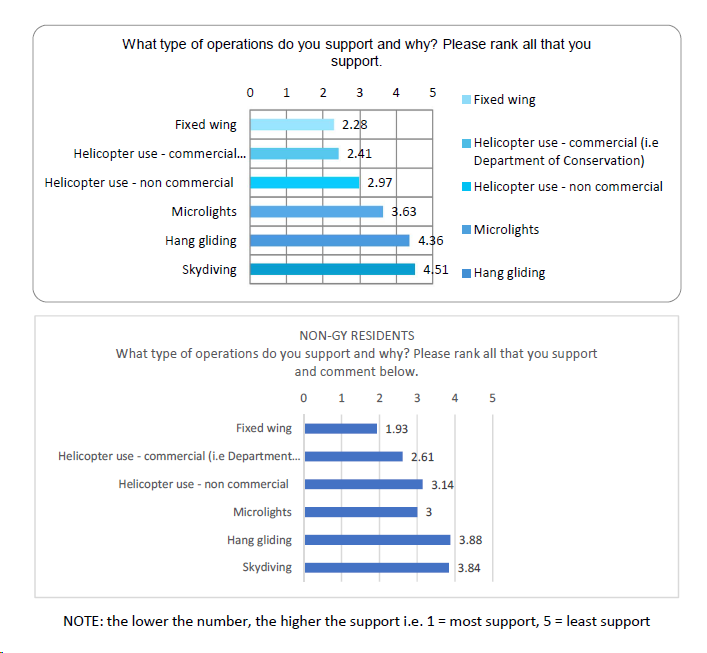 What type of operations do you support and why? Please rank all that you
support.
0 1 2 3 4 5
Fixed wing 2.28
Helicopter use - commercial... 2.41
Helicopter use - non commercial 2.97
Microlights 3.63
Hang gliding 4.36
Skydiving 4.51
Fixed wing
Helicopter use - commercial (i.e
Department of Conservation)
Helicopter use - non commercial
Microlights
Hang gliding
NON-GY RESIDENTS
What type of operations do you support and why? Please rank all that you support
and comment below.
0 1 2 3 4 5
Fixed wing 1.93
Helicopter use - commercial (i.e Department... 2.61
Helicopter use - non commercial 3.14
Microlights 3
Hang gliding 3.88
Skydiving 3.84
NOTE: the lower the number, the higher the support i.e. 1 = most support, 5 = least support